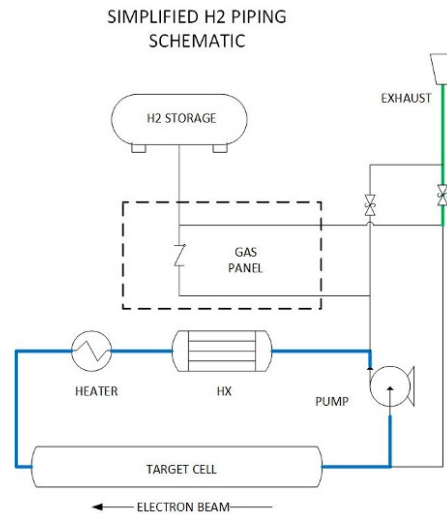 SIMPLIFIED H2 PIPING
SCHEMATIC
EXHAUST
H2 STORAGE
GAS
PANEL
HEATER
HX
PUMP
TARGET CELL
ELECTRON BEAM